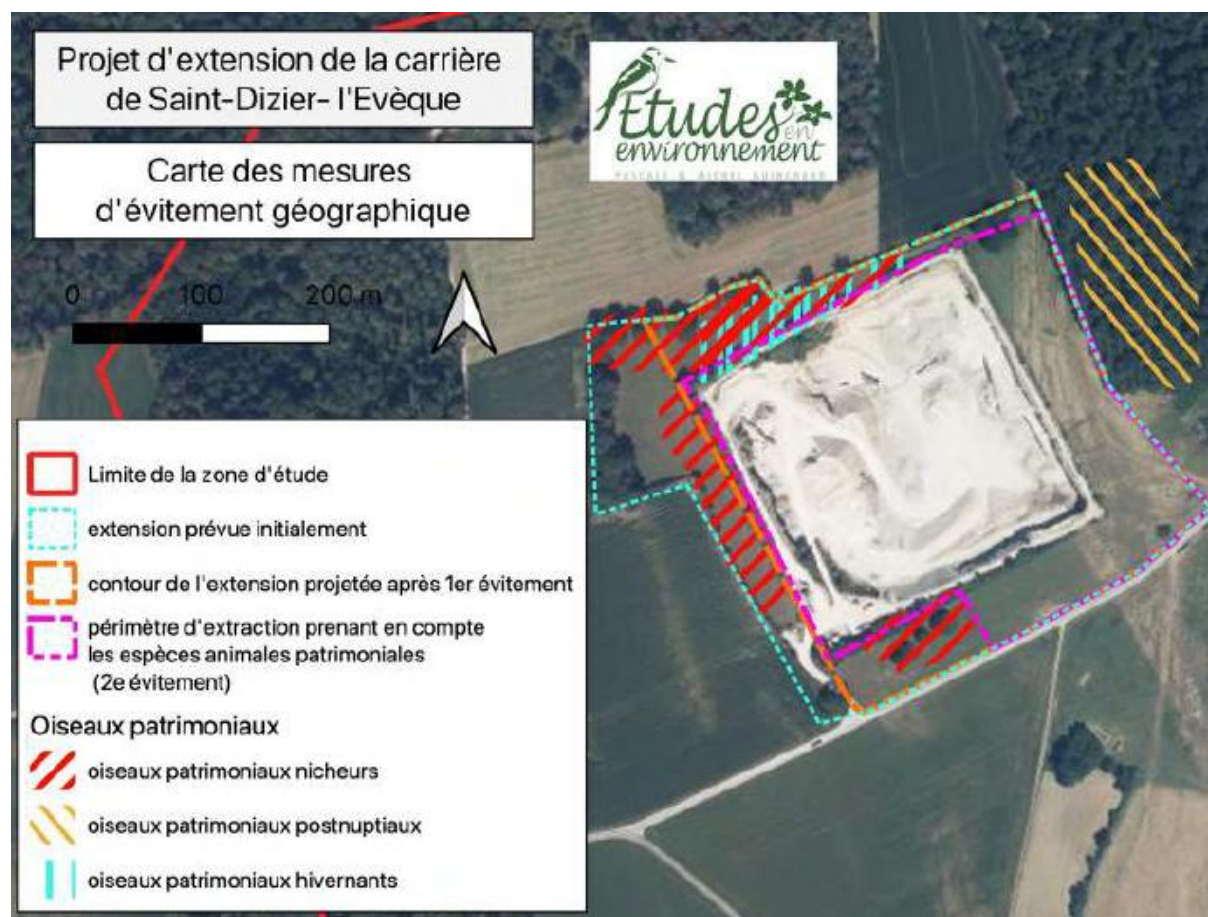 Projet d'extension de la carrière
de Saint-Dizier- l'Evèque
Etudes
en
environnement
PASCALE & MICHEL GUINCHARD
Carte des mesures
d'évitement géographique
0 100 200 m
Limite de la zone d'étude
extension prévue initialement
contour de l'extension projetée après 1er évitement
périmètre d'extraction prenant en compte
les espèces animales patrimoniales
(2e évitement)
Oiseaux patrimoniaux
oiseaux patrimoniaux nicheurs
oiseaux patrimoniaux postnuptiaux
oiseaux patrimoniaux hivernants